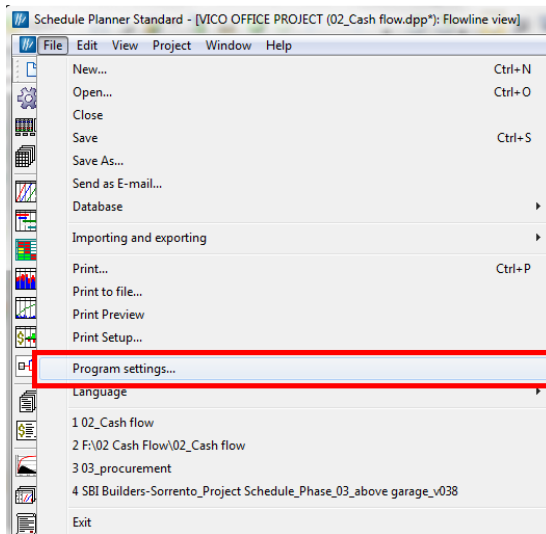 Schedule Planner Standard - [VICO OFFICE PROJECT (02_Cash flow.dpp*): Flowline view]
File Edit View Project Window Help
New... Ctrl+N
Open... Ctrl+O
Close
Save Ctrl+S
Save As...
Send as E-mail...
Database
Importing and exporting
Print... Ctrl+P
Print to file...
Print Preview
Print Setup...
Program settings...
Language
1 02_Cash flow
2 F:\02 Cash Flow\02_Cash flow
3 03_procurement
4 SBI Builders-Sorrento_Project Schedule_Phase_03_above garage_v038
Exit